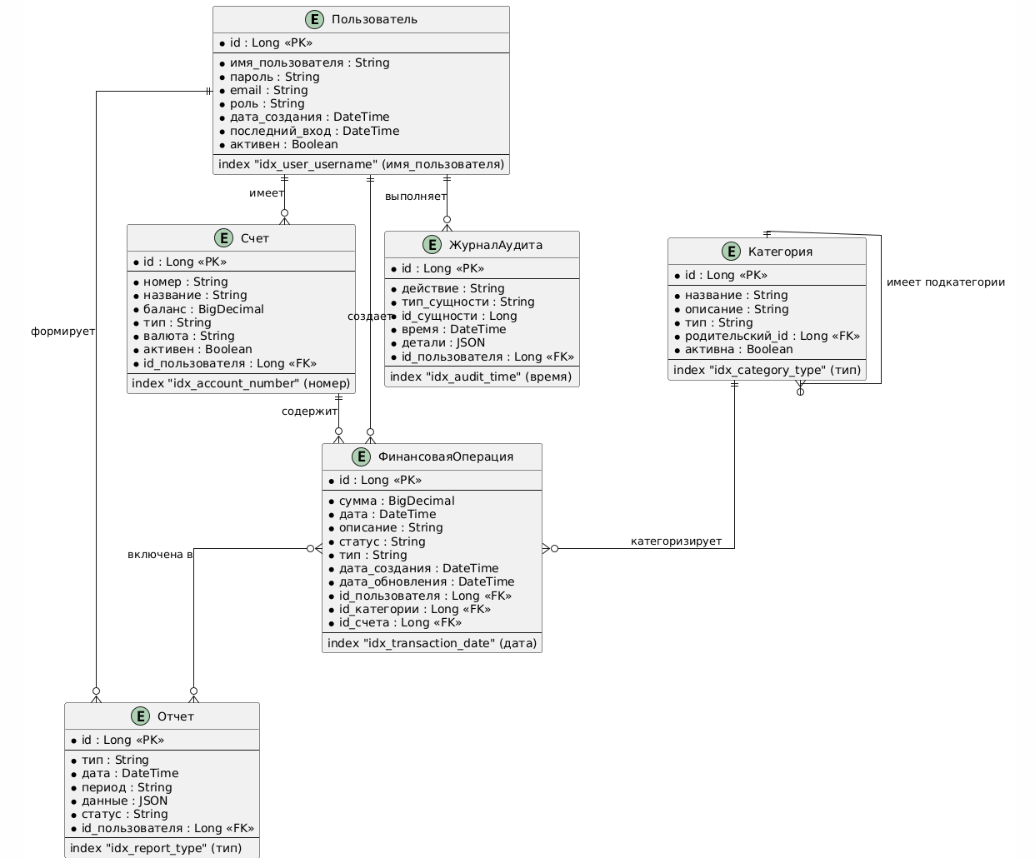 E Пользователь
id : Long «PK»
имя_пользователя : String
пароль : String
email : String
роль : String
дата_создания : DateTime
последний_вход : DateTime
активен : Boolean
index "idx_user_username" (имя_пользователя)
имеет
выполняет
E Счет
id : Long «PK»
номер : String
название : String
баланс : BigDecimal
тип : String
валюта : String
активен : Boolean
id_пользователя : Long «FK»
index "idx_account_number" (номер)
создает
E ЖурналАудита
id : Long «PK»
действие : String
тип_сущности : String
id_сущности : Long
время : DateTime
детали : JSON
id_пользователя : Long «FK»
index "idx_audit_time" (время)
E Категория
id : Long «PK»
название : String
описание : String
тип : String
родительский_id : Long «FK»
активна : Boolean
index "idx_category_type" (тип)
имеет подкатегории
формирует
содержит
E ФинансоваяОперация
id : Long «PK»
сумма : BigDecimal
дата : DateTime
описание : String
статус : String
тип : String
дата_создания : DateTime
дата_обновления : DateTime
id_пользователя : Long «FK»
id_категории : Long «FK»
id_счета : Long «FK»
index "idx_transaction_date" (дата)
категоризирует
включена в
E Отчет
id : Long «PK»
тип : String
дата : DateTime
период : String
данные : JSON
статус : String
id_пользователя : Long «FK»
index "idx_report_type" (тип)